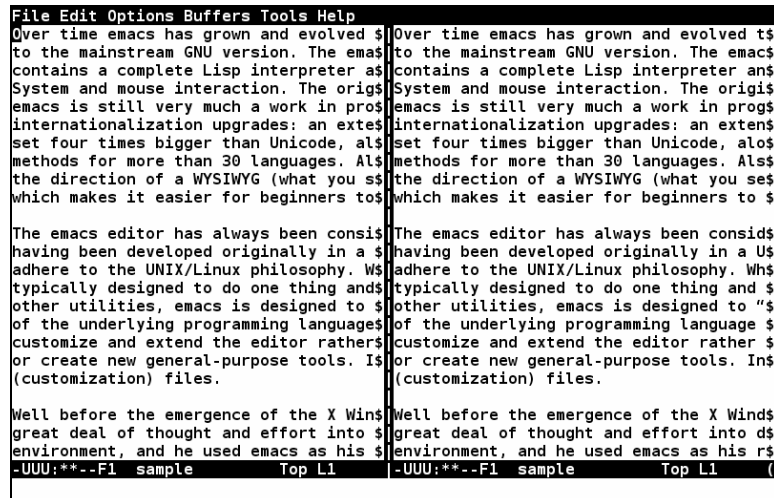 File Edit Options Buffers Tools Help
Over time emacs has grown and evolved $
to the mainstream GNU version. The ema$
contains a complete Lisp interpreter a$
System and mouse interaction. The orig$
emacs is still very much a work in pro$
internationalization upgrades: an exte$
set four times bigger than Unicode, al$
methods for more than 30 languages. Al$
the direction of a WYSIWYG (what you s$
which makes it easier for beginners to$
The emacs editor has always been consi$
having been developed originally in a $
adhere to the UNIX/Linux philosophy. W$
typically designed to do one thing and$
other utilities, emacs is designed to $
of the underlying programming language$
customize and extend the editor rather$
or create new general-purpose tools. I$
(customization) files.
Well before the emergence of the X Win$
great deal of thought and effort into $
environment, and he used emacs as his $
-UUU:**--F1  sample          Top L1
Over time emacs has grown and evolved t$
to the mainstream GNU version. The emac$
contains a complete Lisp interpreter an$
System and mouse interaction. The origi$
emacs is still very much a work in prog$
internationalization upgrades: an exten$
set four times bigger than Unicode, alo$
methods for more than 30 languages. Als$
the direction of a WYSIWYG (what you se$
which makes it easier for beginners to $
The emacs editor has always been consid$
having been developed originally in a U$
adhere to the UNIX/Linux philosophy. Wh$
typically designed to do one thing and $
other utilities, emacs is designed to “$
of the underlying programming language $
customize and extend the editor rather $
or create new general-purpose tools. In$
(customization) files.
Well before the emergence of the X Wind$
great deal of thought and effort into d$
environment, and he used emacs as his r$
-UUU:**--F1  sample          Top L1     (